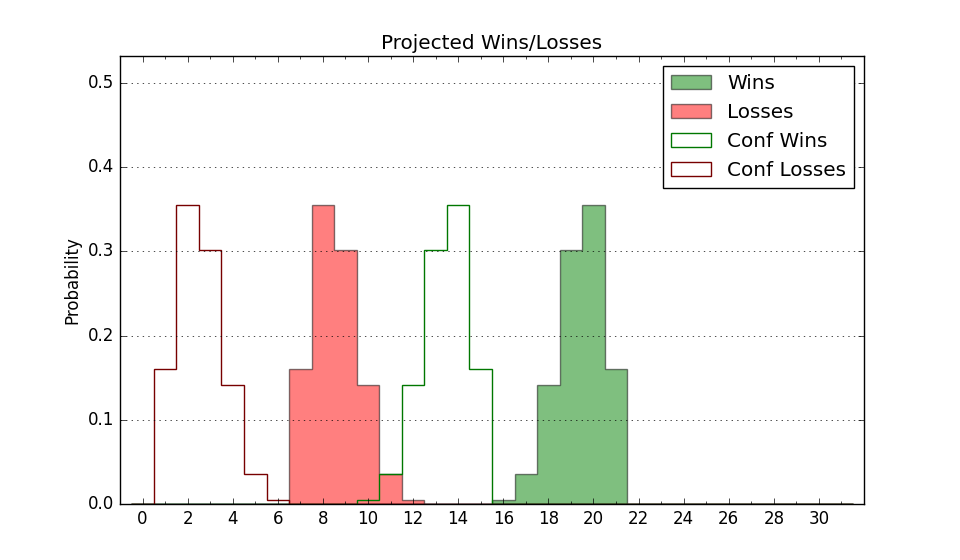 Projected Wins/Losses
0.5
0.4
0.3
0.2
0.1
0.0
Probability
Wins
Losses
Conf Wins
Conf Losses
0 2 4 6 8 10 12 14 16 18 20 22 24 26 28 30